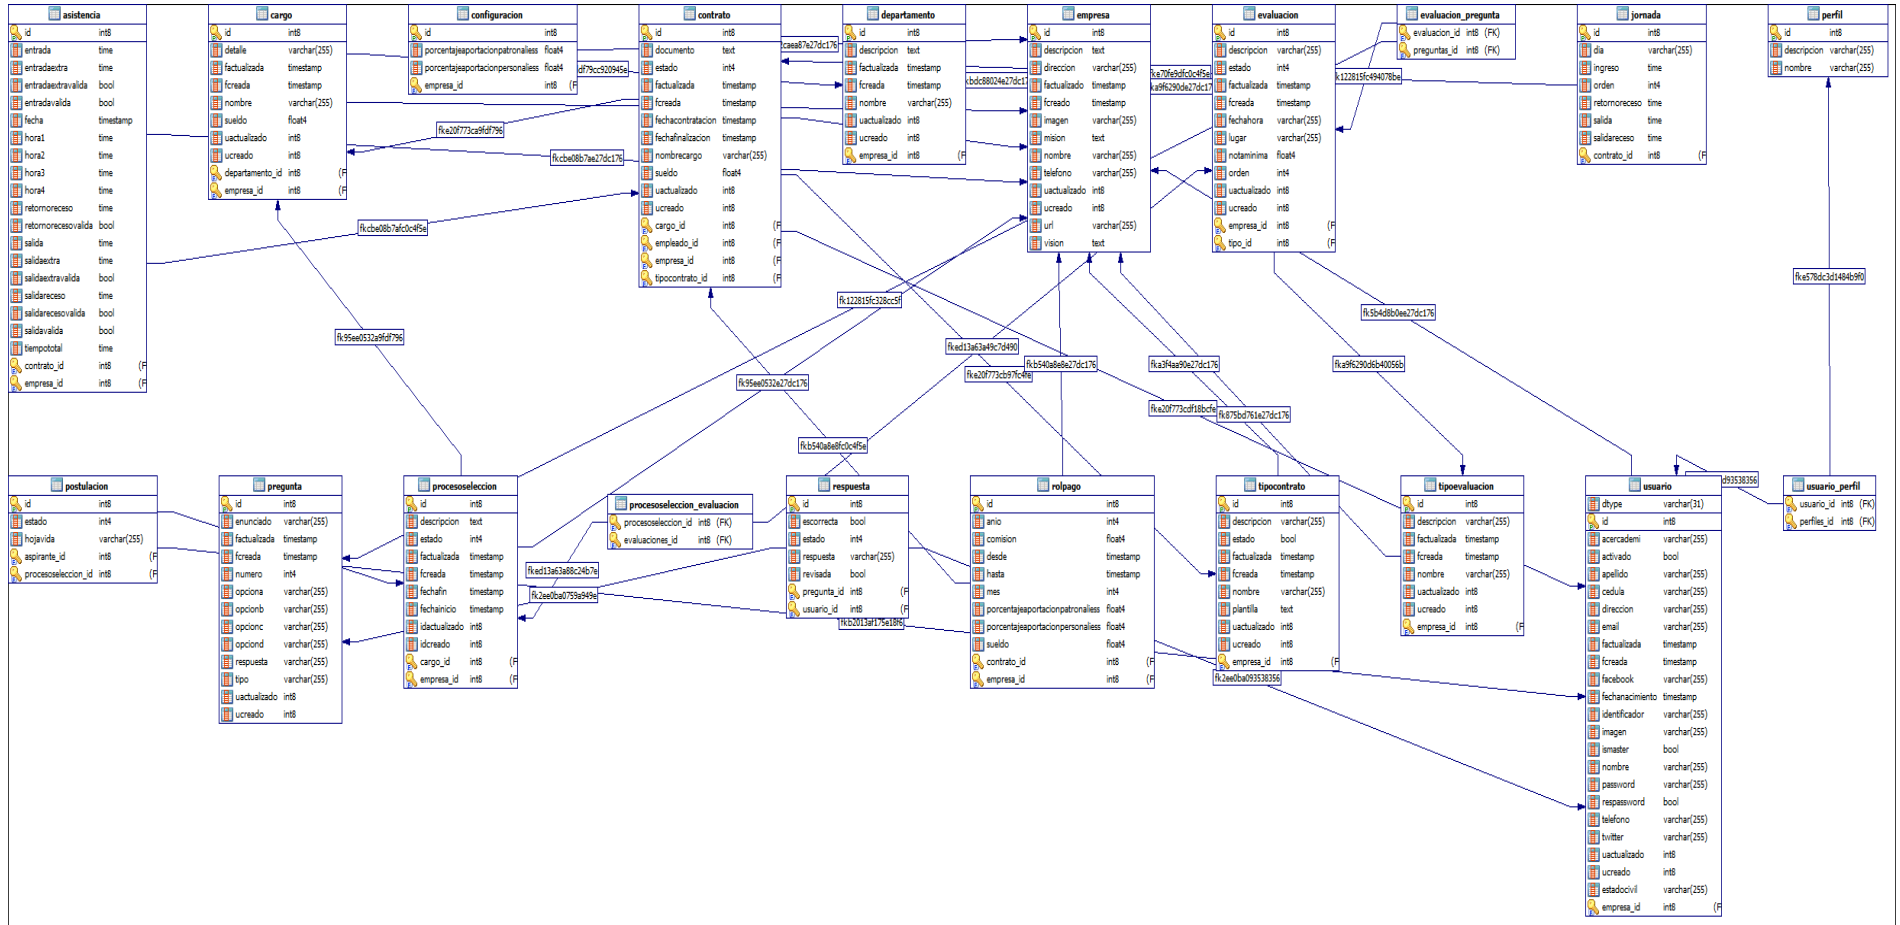 asistencia
id int8
entrada time
entradaextra time
entradaextravalida bool
entradavalida bool
fecha timestamp
hora1 time
hora2 time
hora3 time
hora4 time
retornoreceso time
retornorecesovalida bool
salida time
salidaextra time
salidaextravalida bool
salidareceso time
salidarecesovalida bool
salidavalida bool
tiempototal time
contrato_id int8 (F
empresa_id int8 (F
cargo
id int8
detalle varchar(255)
factualizada timestamp
fcreada timestamp
nombre varchar(255)
sueldo float4
uactualizado int8
ucreado int8
departamento_id int8 (F
empresa_id int8 (F
configuracion
id int8
porcentajeaportacionpatronaliess float4
porcentajeaportacionpersonaliess float4
empresa_id int8 (F
contrato
id int8
documento text
estado int4
factualizada timestamp
fcreada timestamp
fechacontratacion timestamp
fechafinalizacion timestamp
nombrecargo varchar(255)
sueldo float4
uactualizado int8
ucreado int8
cargo_id int8 (F
empleado_id int8 (F
empresa_id int8 (F
tipocontrato_id int8 (F
departamento
id int8
descripcion text
factualizada timestamp
fcreada timestamp
nombre varchar(255)
uactualizado int8
ucreado int8
empresa_id int8 (F
empresa
id int8
descripcion text
direccion varchar(255)
factualizado timestamp
fcreado timestamp
imagen varchar(255)
mision text
nombre varchar(255)
telefono varchar(255)
uactualizado int8
ucreado int8
url varchar(255)
vision text
evaluacion
id int8
descripcion varchar(255)
estado int4
factualizada timestamp
fcreada timestamp
fechahora timestamp
lugar varchar(255)
notaminima float4
orden int4
uactualizado int8
ucreado int8
empresa_id int8 (F
tipo_id int8 (F
evaluacion_pregunta
evaluacion_id int8 (FK)
preguntas_id int8 (FK)
jornada
id int8
dia varchar(255)
ingreso time
orden int4
retornoreceso time
salida time
salidareceso time
contrato_id int8 (F
perfil
id int8
descripcion varchar(255)
nombre varchar(255)
df79cc920945e
fke20f773ca9fdf796
fkcbe08b7ae27dc176
fkcbe08b7afc0c4f5e
fk122815fc494078be
fk122815fc328cc5f
fk95ee0532a9fdf796
fk95ee0532e27dc176
fked13a63a49c7d490
fkb540a8e8e27dc176
fka3f4aa90e27dc176
fk875bd761e27dc176
fke20f773cdf18bcfe
fka9f6290d6b40056b
fk5b4d8b0ee27dc176
fke578dc3d1484b9f0
fkb540a8e8fc0c4f5e
postulacion
id int8
estado int4
hojavida varchar(255)
aspirante_id int8 (F
procesoseleccion_id int8 (F
pregunta
id int8
enunciado varchar(255)
factualizada timestamp
fcreada timestamp
numero int4
opciona varchar(255)
opcionb varchar(255)
opcionc varchar(255)
opciond varchar(255)
respuesta varchar(255)
tipo varchar(255)
uactualizado int8
ucreado int8
procesoseleccion
id int8
descripcion text
estado int4
factualizada timestamp
fcreada timestamp
fechafin timestamp
fechainicio timestamp
idactualizado int8
idcreado int8
cargo_id int8 (F
empresa_id int8 (F
procesoseleccion_evaluacion
procesoseleccion_id int8 (FK)
evaluaciones_id int8 (FK)
fked13a63a88c24b7e
fk2ee0ba0759a949e
respuesta
id int8
escorrecta bool
estado int4
respuesta varchar(255)
revisada bool
pregunta_id int8 (F
usuario_id int8 (F
fkb2013af175e18f6
rolpago
id int8
anio int4
comision float4
desde timestamp
hasta timestamp
mes int4
porcentajeaportacionpatronaliess float4
porcentajeaportacionpersonaliess float4
sueldo float4
contrato_id int8 (F
empresa_id int8 (F
tipocontrato
id int8
descripcion varchar(255)
estado bool
factualizada timestamp
fcreada timestamp
nombre varchar(255)
plantilla text
uactualizado int8
ucreado int8
empresa_id int8 (F
fk2ee0ba093538356
tipoevaluacion
id int8
descripcion varchar(255)
factualizada timestamp
fcreada timestamp
nombre varchar(255)
uactualizado int8
ucreado int8
empresa_id int8 (F
usuario
dtype varchar(31)
id int8
acercademi varchar(255)
activado bool
apellido varchar(255)
cedula varchar(255)
direccion varchar(255)
email varchar(255)
factualizada timestamp
fcreada timestamp
facebook varchar(255)
fechanacimiento timestamp
identificador varchar(255)
imagen varchar(255)
ismaster bool
nombre varchar(255)
password varchar(255)
respassword bool
telefono varchar(255)
twitter varchar(255)
uactualizado int8
ucreado int8
estadocivil varchar(255)
empresa_id int8 (F
d93538356
usuario_perfil
usuario_id int8 (FK)
perfiles_id int8 (FK)